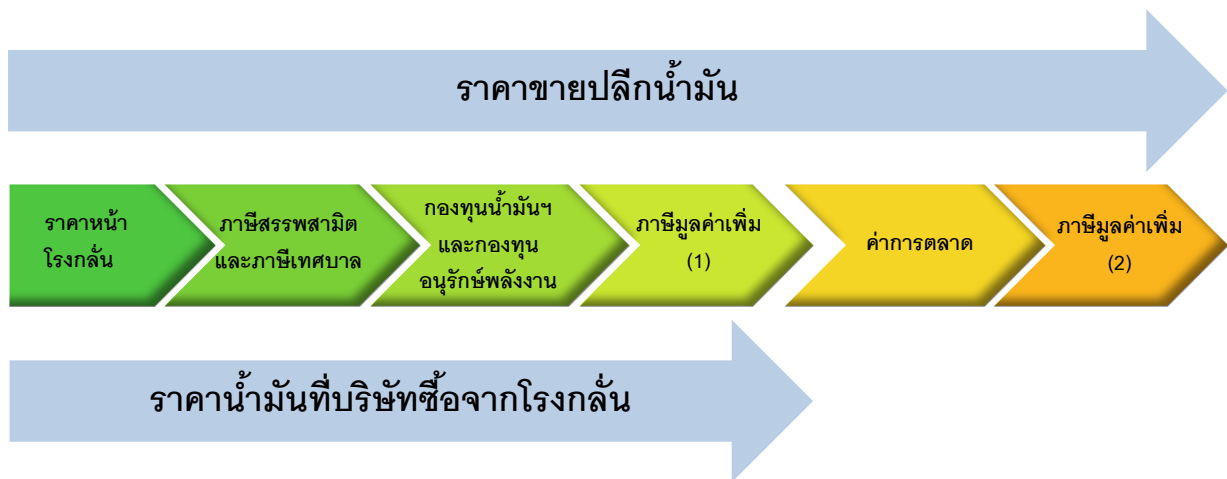 ราคาขายปลีกน้ำมัน
ราคาหน้า
โรงกลั่น
ภาษีสรรพสามิต
และภาษีเทศบาล
กองทุนน้ำมันฯ
และกองทุน
อนุรักษ์พลังงาน
ภาษีมูลค่าเพิ่ม
(1)
ค่าการตลาด
ภาษีมูลค่าเพิ่ม
(2)
ราคาน้ำมันที่บริษัทซื้อจากโรงกลั่น